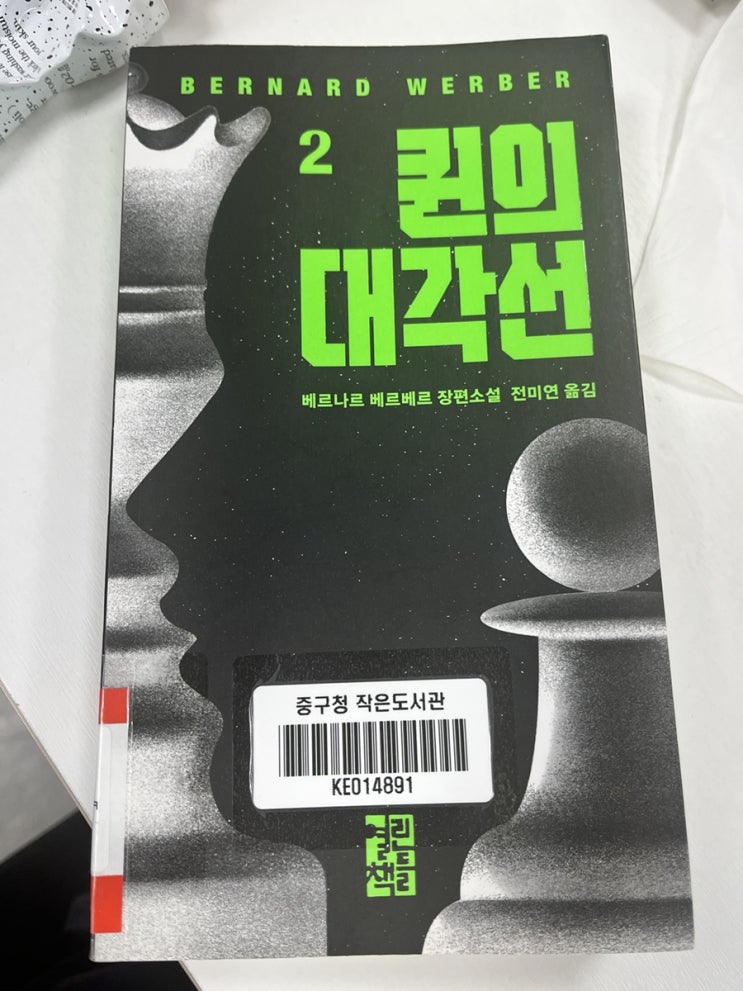 BERNARD WERBER
2
퀸의
대각선
베르나르 베르베르 장편소설 전미연 옮김
중구청 작은도서관
KE014891
열린책들